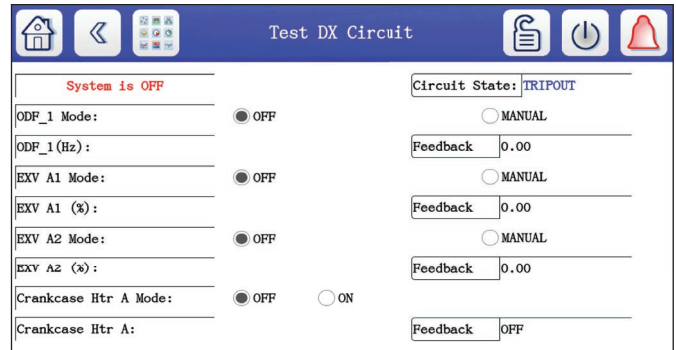 Test DX Circuit
System is OFF Circuit State: TRIPOUT
ODF_1 Mode: OFF MANUAL
ODF_1(Hz): Feedback 0.00
EXV A1 Mode: OFF MANUAL
EXV A1 (%): Feedback 0.00
EXV A2 Mode: OFF MANUAL
EXV A2 (%): Feedback 0.00
Crankcase Htr A Mode: OFF ON
Crankcase Htr A: Feedback OFF